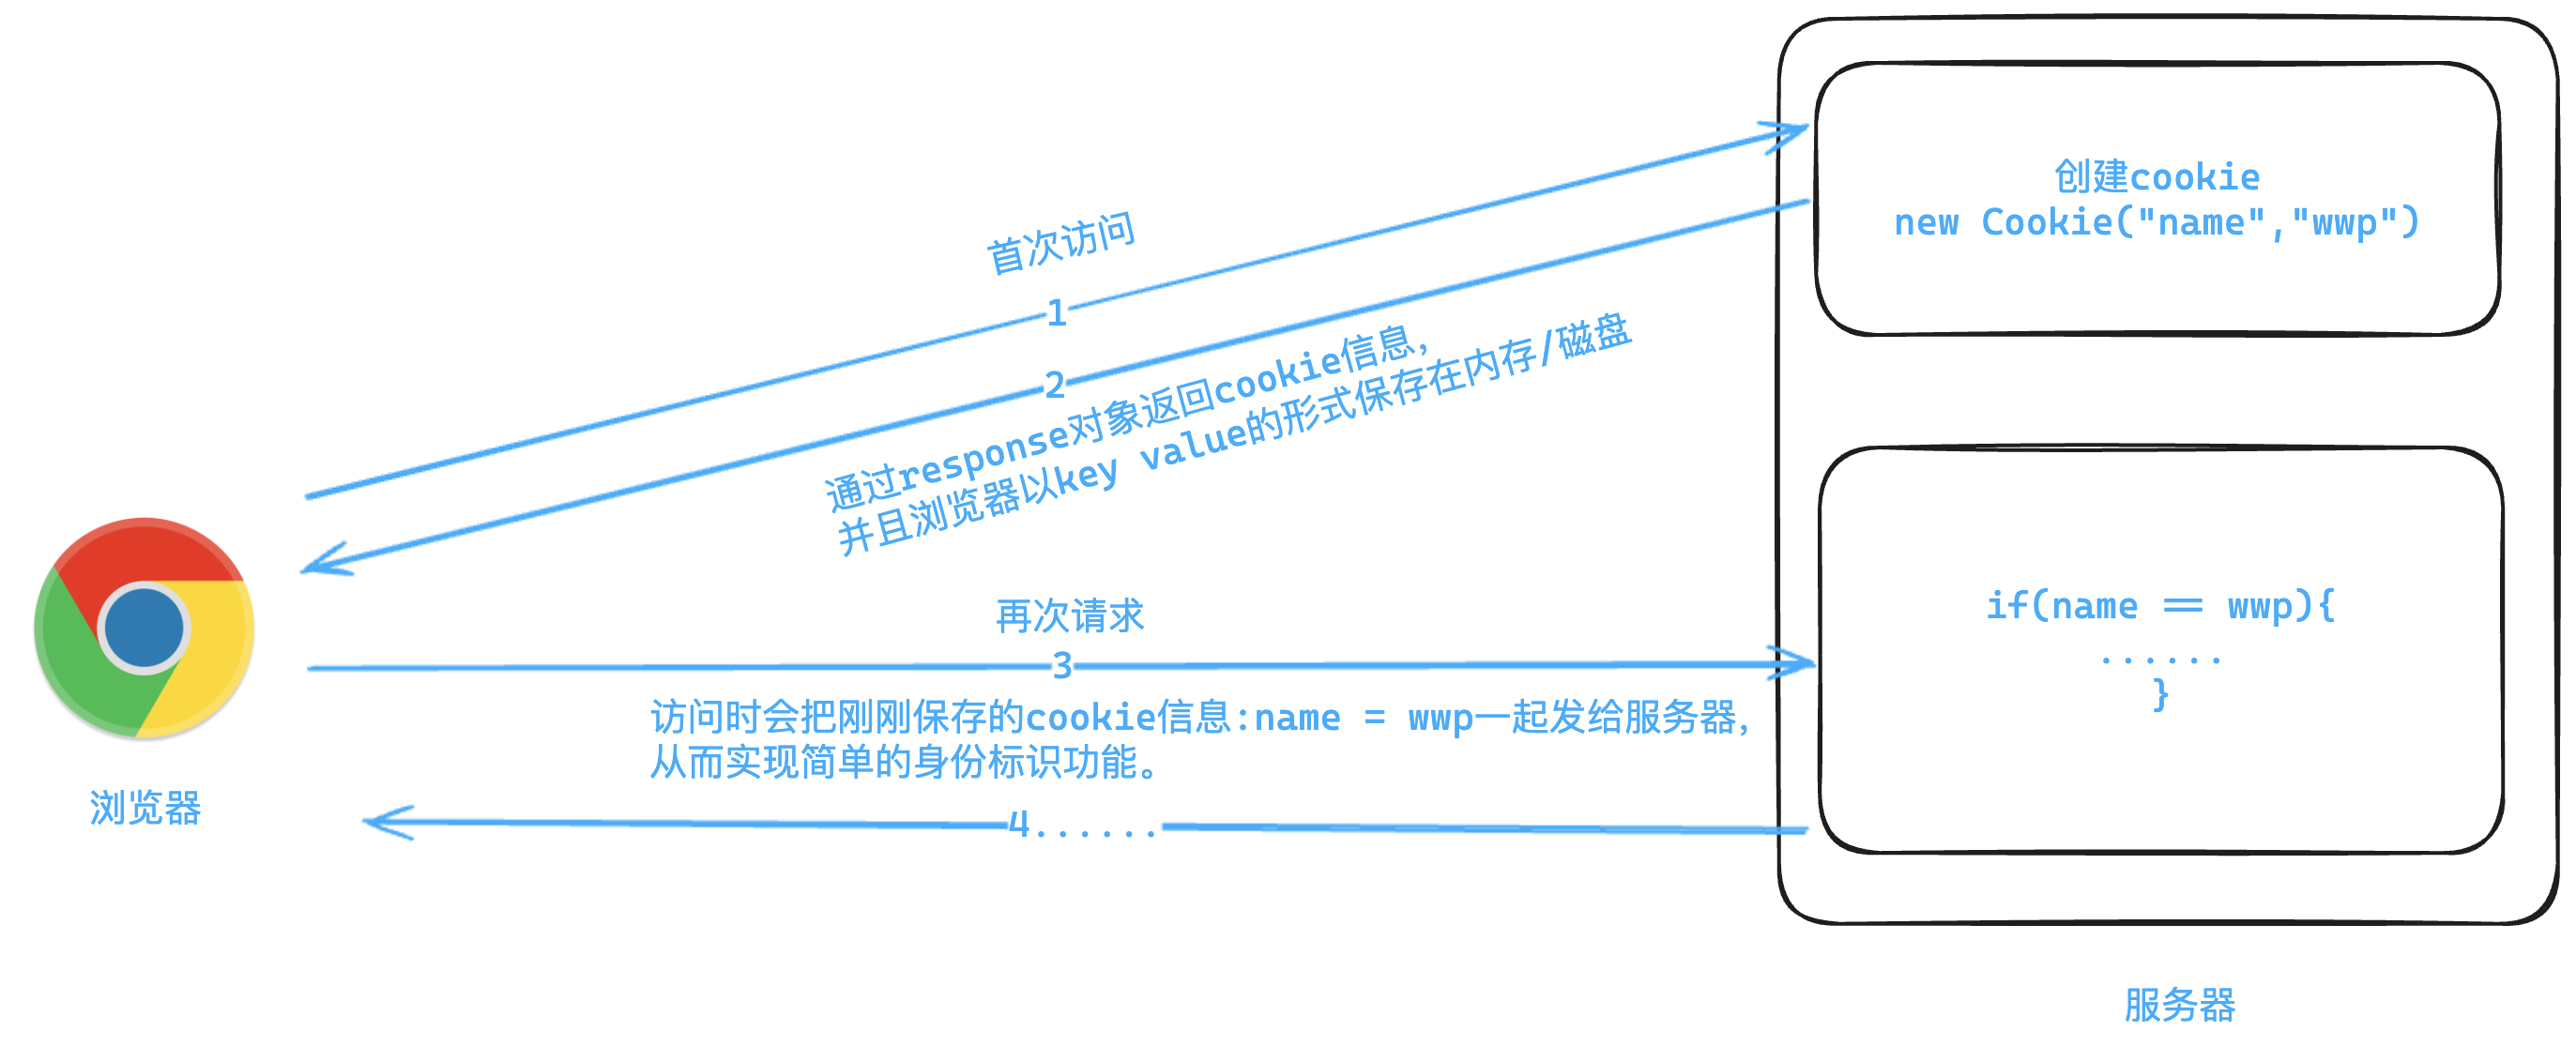 创建cookie
new Cookie("name","wwp")
首次访问
1
2
通过response对象返回cookie信息,
并且浏览器以key value的形式保存在内存/磁盘
再次请求
3
访问时会把刚刚保存的cookie信息:name = wwp一起发给服务器,
从而实现简单的身份标识功能。
4......
if(name == wwp){
......
}
浏览器
服务器